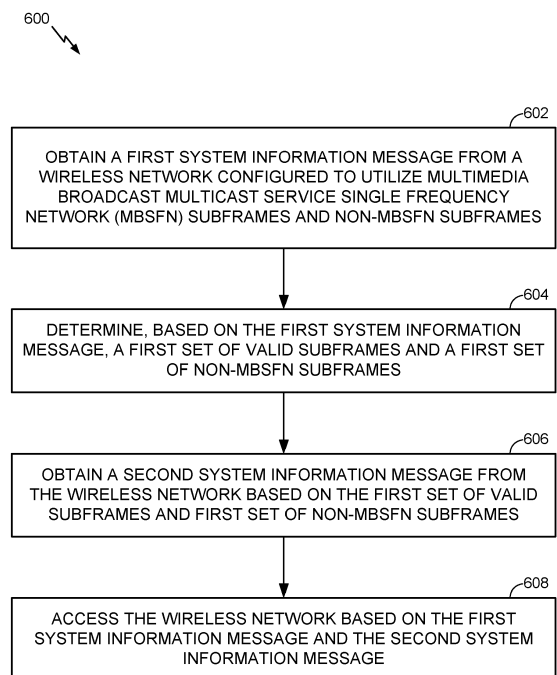 600
602
OBTAIN A FIRST SYSTEM INFORMATION MESSAGE FROM A
WIRELESS NETWORK CONFIGURED TO UTILIZE MULTIMEDIA
BROADCAST MULTICAST SERVICE SINGLE FREQUENCY
NETWORK (MBSFN) SUBFRAMES AND NON-MBSFN SUBFRAMES
604
DETERMINE, BASED ON THE FIRST SYSTEM INFORMATION
MESSAGE, A FIRST SET OF VALID SUBFRAMES AND A FIRST SET
OF NON-MBSFN SUBFRAMES
606
OBTAIN A SECOND SYSTEM INFORMATION MESSAGE FROM
THE WIRELESS NETWORK BASED ON THE FIRST SET OF VALID
SUBFRAMES AND FIRST SET OF NON-MBSFN SUBFRAMES
608
ACCESS THE WIRELESS NETWORK BASED ON THE FIRST
SYSTEM INFORMATION MESSAGE AND THE SECOND SYSTEM
INFORMATION MESSAGE